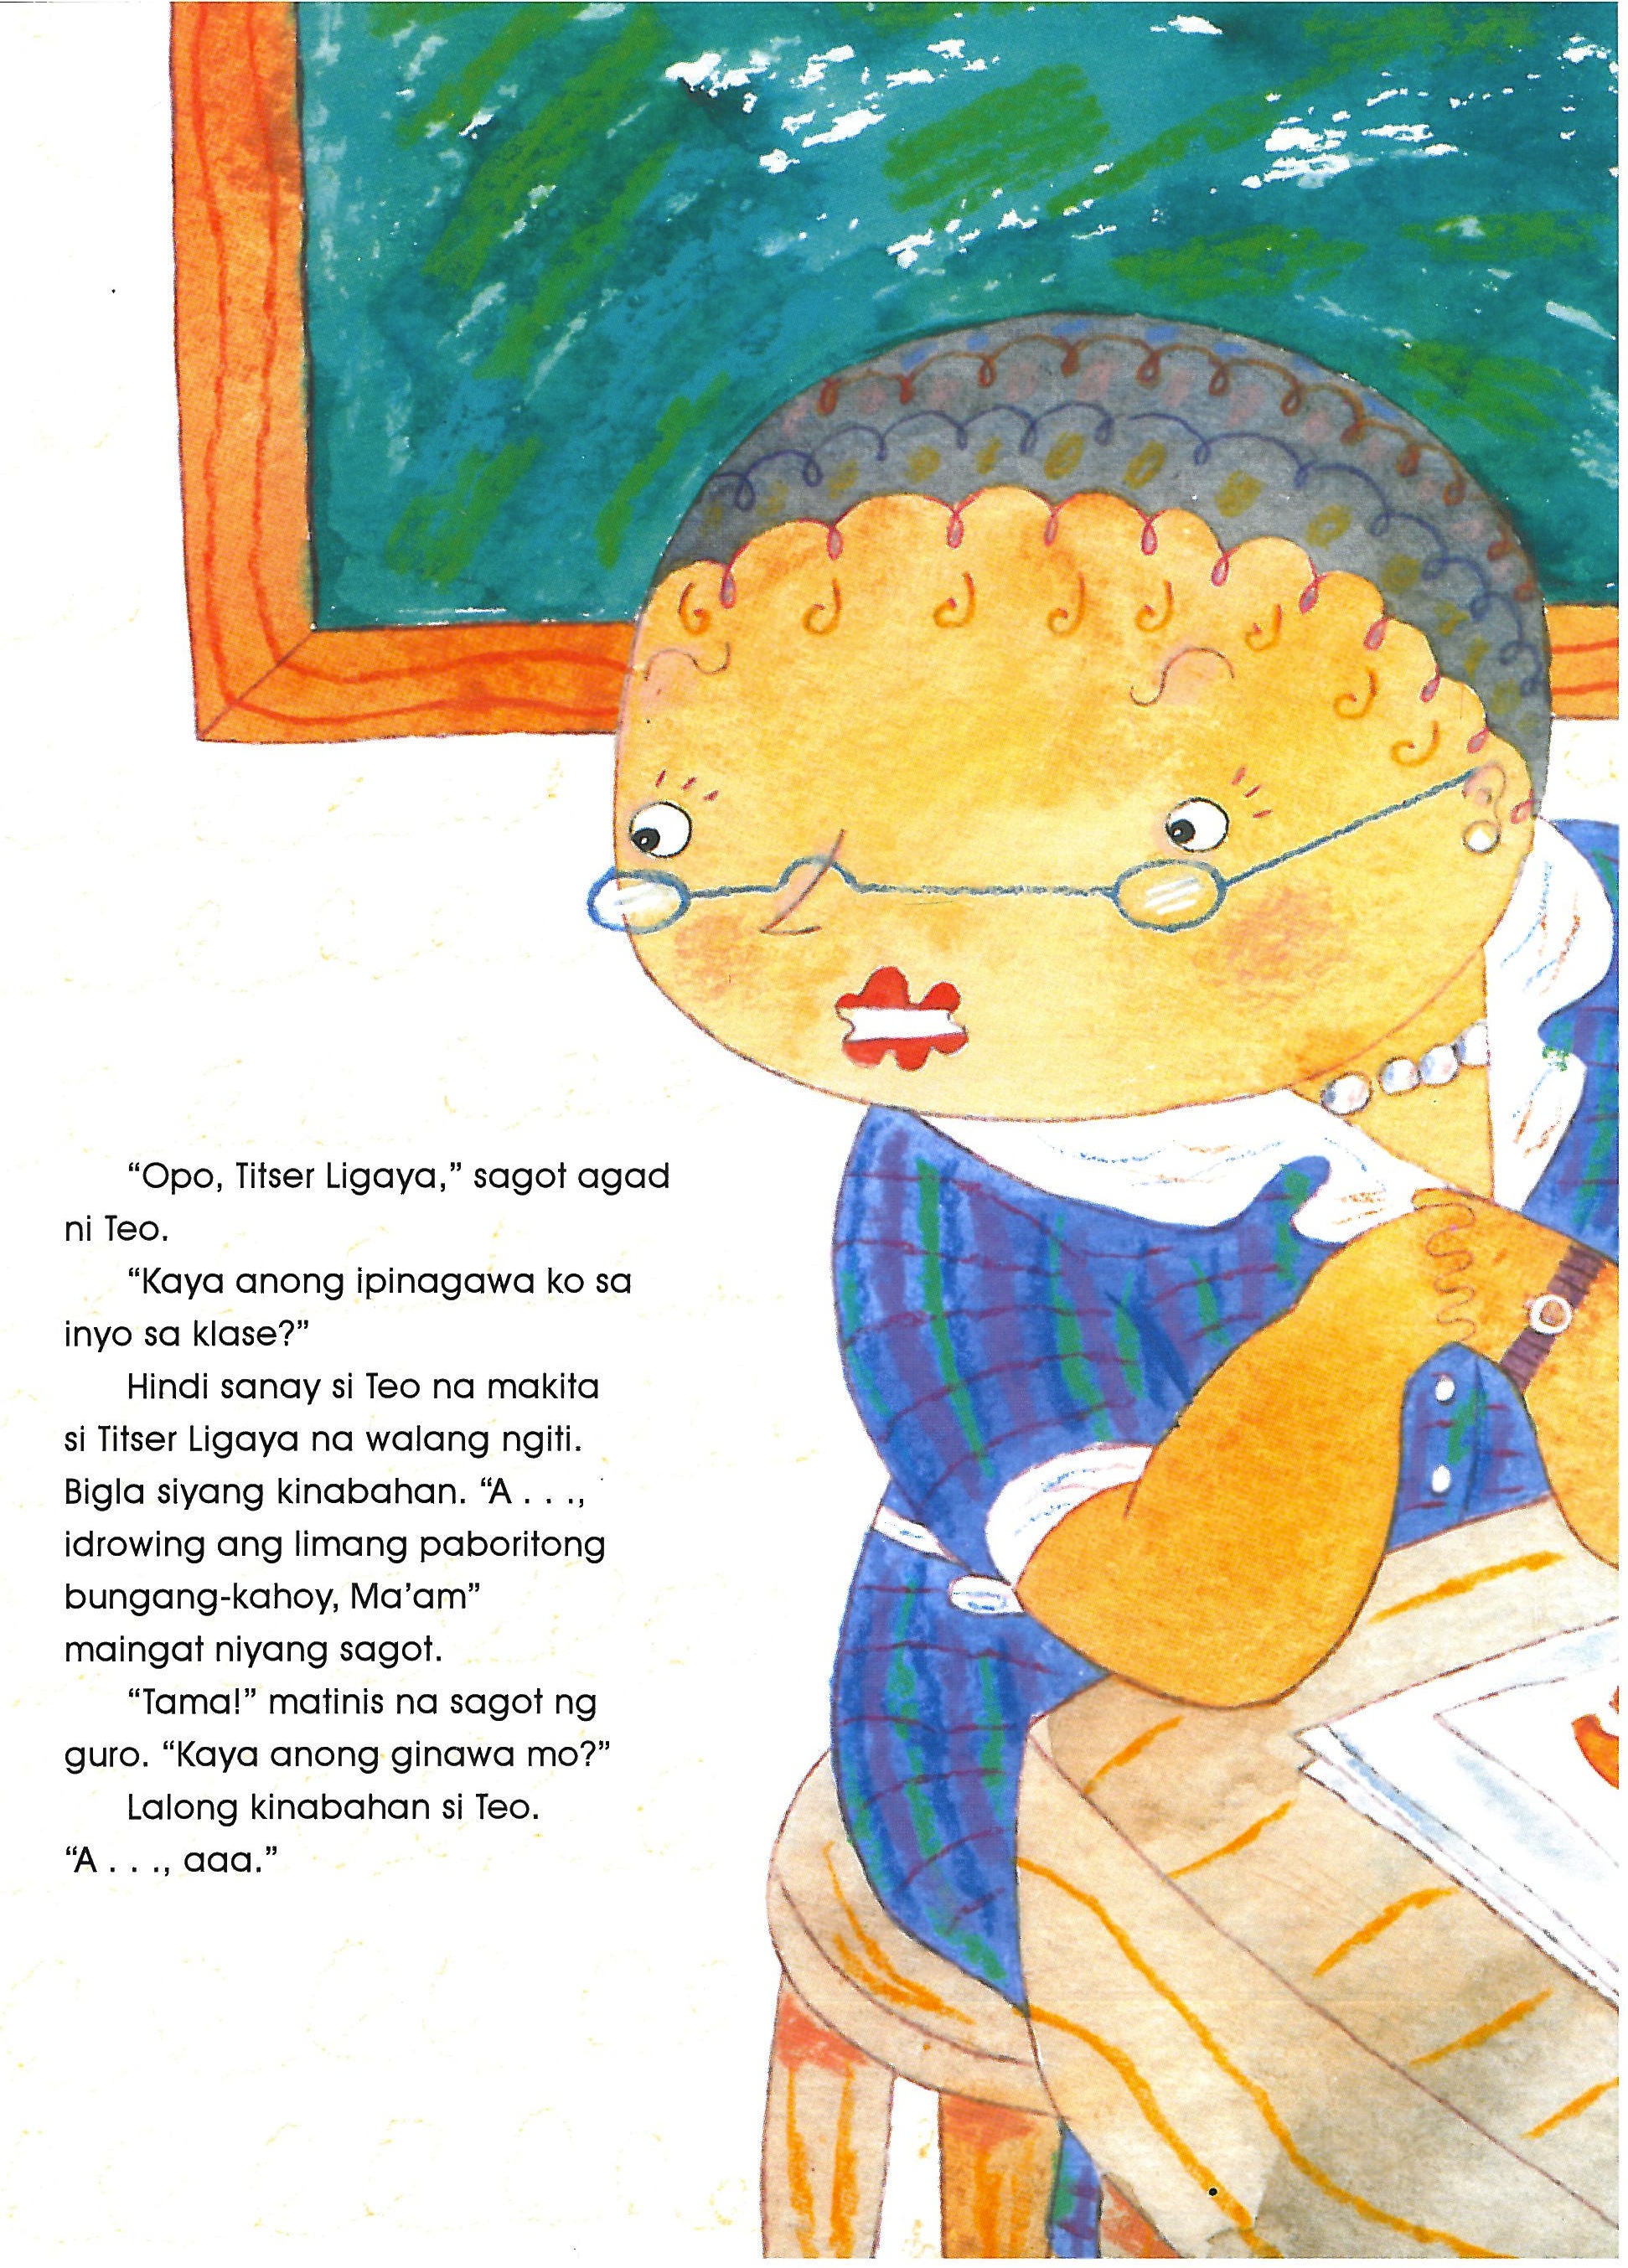 “Opo, Titser Ligaya,” sagot agad
ni Teo.
“Kaya anong ipinagawa ko sa
inyo sa klase?”
Hindi sanay si Teo na makita
si Titser Ligaya na walang ngiti.
Bigla siyang kinabahan. “A . . .,
idrowing ang limang paboritong
bungang-kahoy, Ma’am”
maingat niyang sagot.
“Tama!” matinis na sagot ng
guro. “Kaya anong ginawa mo?”
Lalong kinabahan si Teo.
“A . . ., aaa.”